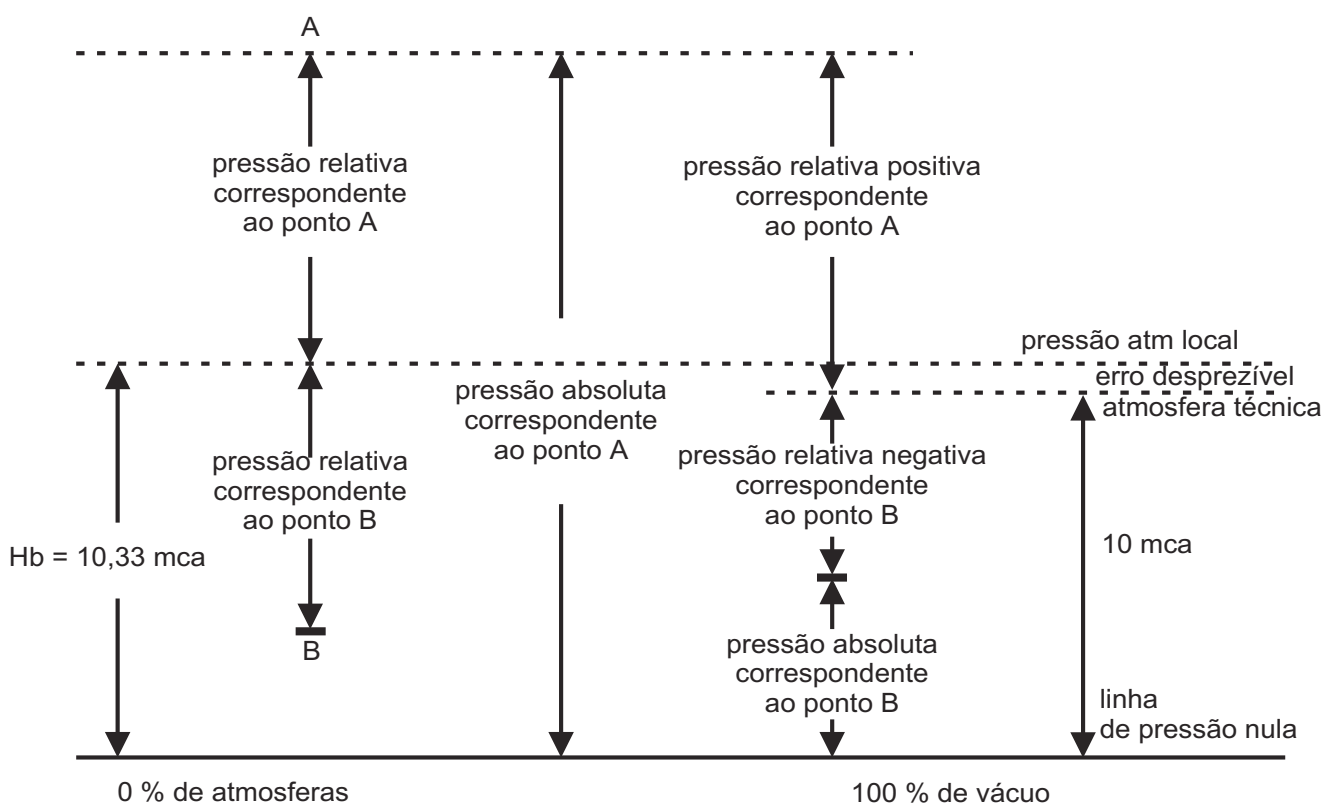 A
pressão relativa
correspondente
ao ponto A
pressão relativa positiva
correspondente
ao ponto A
pressão atm local
erro desprezível
atmosfera técnica
pressão absoluta
correspondente
ao ponto A
pressão relativa
correspondente
ao ponto B
pressão relativa negativa
correspondente
ao ponto B
Hb = 10,33 mca
10 mca
B
pressão absoluta
correspondente
ao ponto B
linha
de pressão nula
0 % de atmosferas
100 % de vácuo